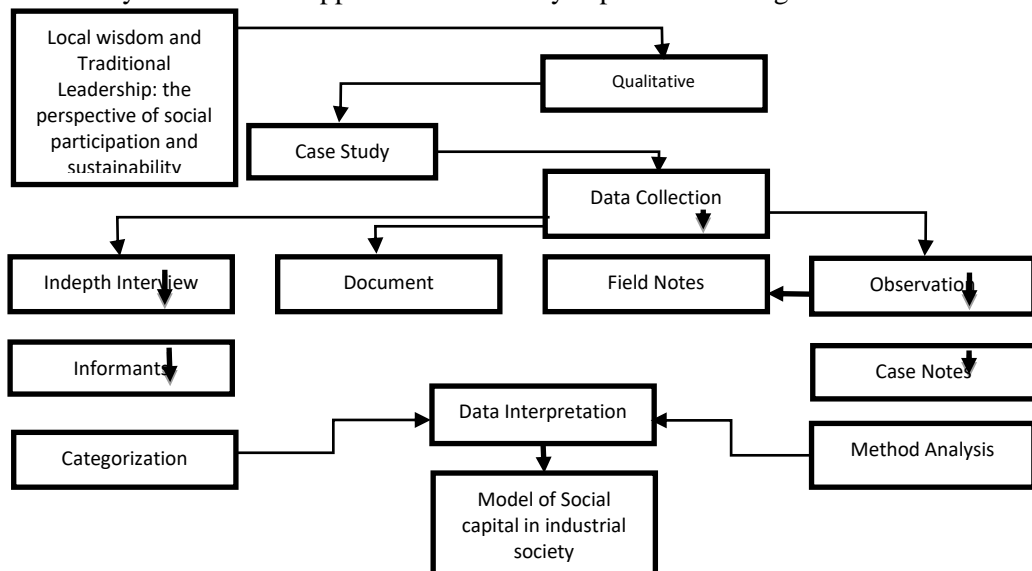 Local wisdom and
Traditional
Leadership: the
perspective of social
participation and
sustainability
Qualitative
Case Study
Data Collection
Indepth Interview
Document
Field Notes
Observation
Informants
Case Notes
Data Interpretation
Categorization
Method Analysis
Model of Social
capital in industrial
society